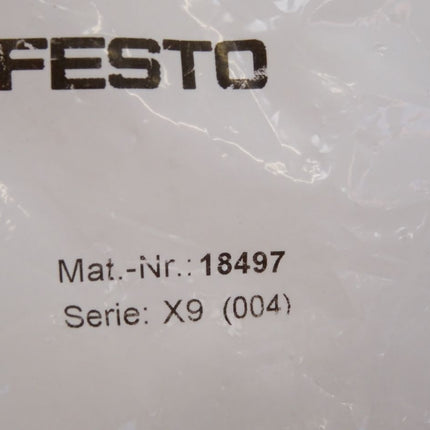 FESTO
Mat.-Nr.: 18497
Serie: X9 (004)